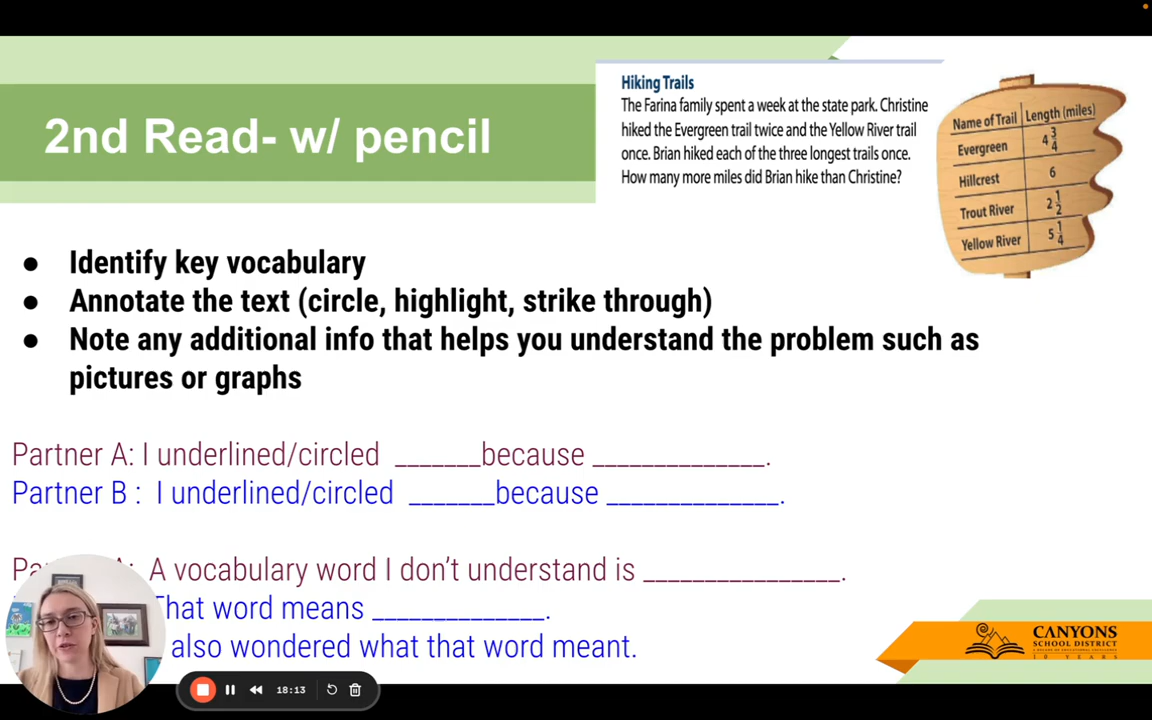 Hiking Trails
The Farina family spent a week at the state park. Christine
hiked the Evergreen trail twice and the Yellow River trail
once. Brian hiked each of the three longest trails once.
How many more miles did Brian hike than Christine?
Name of Trail Length (miles)
Evergreen 4 3/4
Hillcrest 6
Trout River 2 1/2
Yellow River 5 1/4
2nd Read- w/ pencil
● Identify key vocabulary
● Annotate the text (circle, highlight, strike through)
● Note any additional info that helps you understand the problem such as
pictures or graphs
Partner A: I underlined/circled _______because ______________.
Partner B : I underlined/circled _______because ______________.
A vocabulary word I don't understand is ________________.
That word means ______________.
also wondered what that word meant.
18:13
CANYONS
SCHOOL DISTRICT
10 YEARS